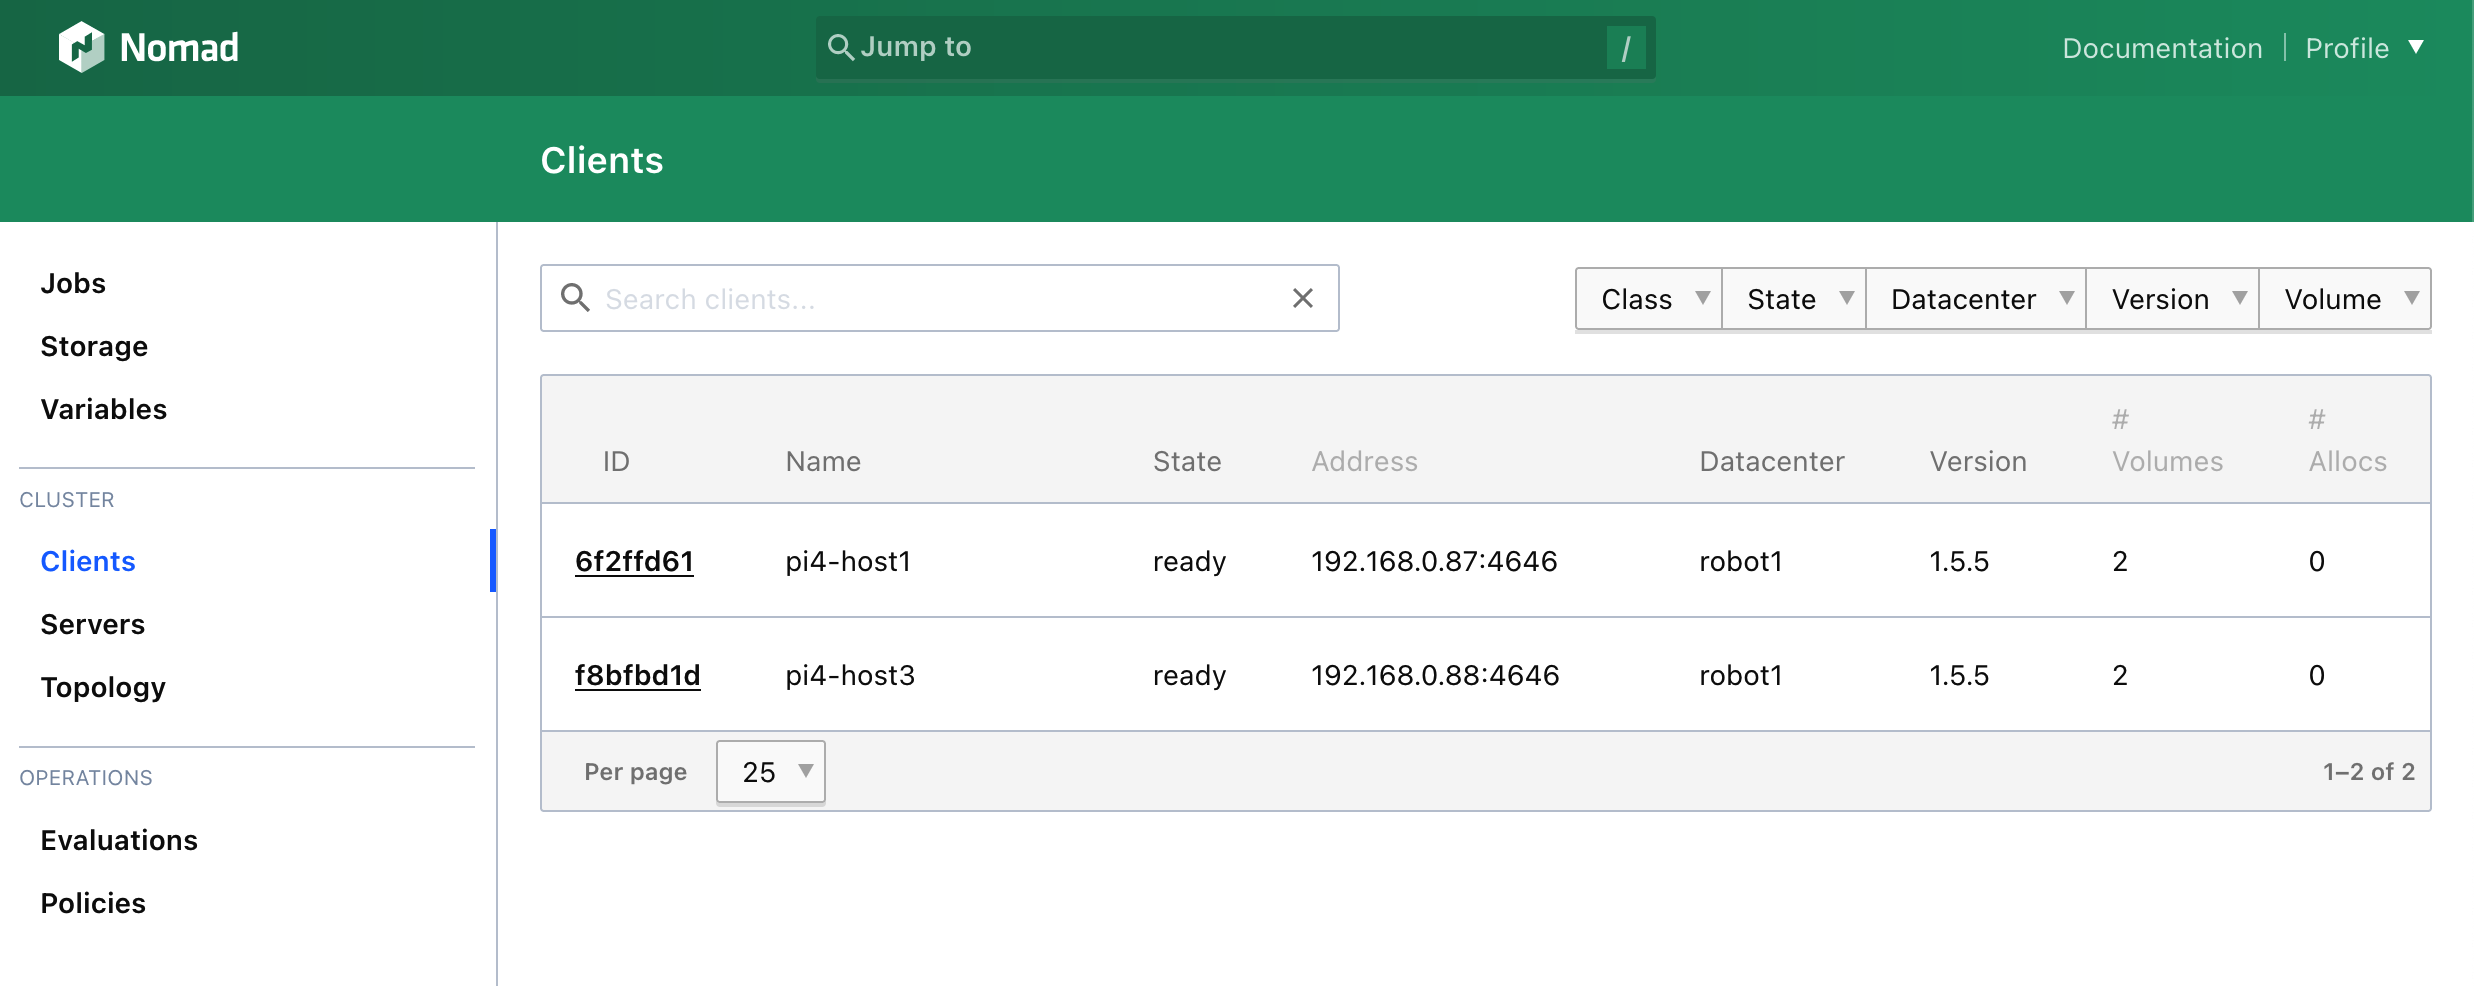 Nomad
Jump to
/
Documentation
Profile
Clients
Jobs
Storage
Variables
CLUSTER
Clients
Servers
Topology
OPERATIONS
Evaluations
Policies
Search clients...
Class State Datacenter Version Volume
ID Name State Address Datacenter Version # Volumes # Allocs
6f2ffd61 pi4-host1 ready 192.168.0.87:4646 robot1 1.5.5 2 0
f8bfbd1d pi4-host3 ready 192.168.0.88:4646 robot1 1.5.5 2 0
Per page 25 1–2 of 2